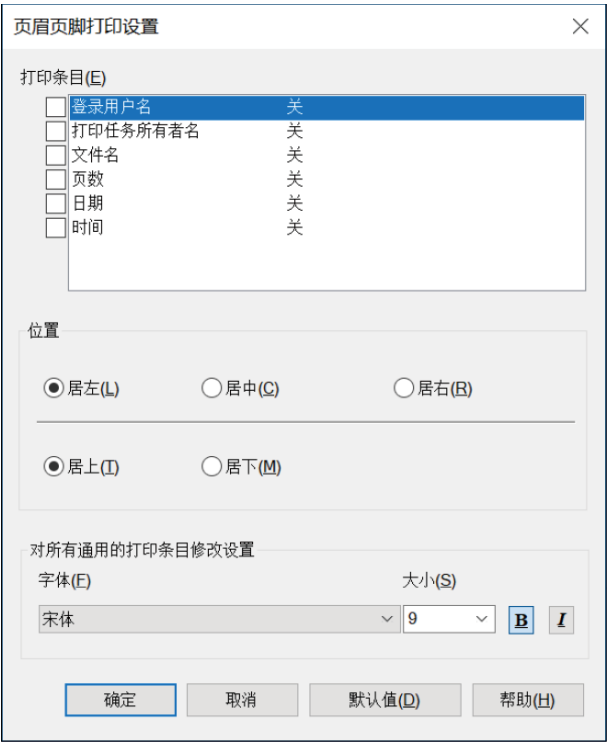 页眉页脚打印设置
打印条目(E)
登录用户名 关
打印任务所有者名 关
文件名 关
页数 关
日期 关
时间 关
位置
居左(L) 居中(C) 居右(R)
居上(T) 居下(M)
对所有通用的打印条目修改设置
字体(F) 大小(S)
宋体 9 B I
确定 取消 默认值(D) 帮助(H)